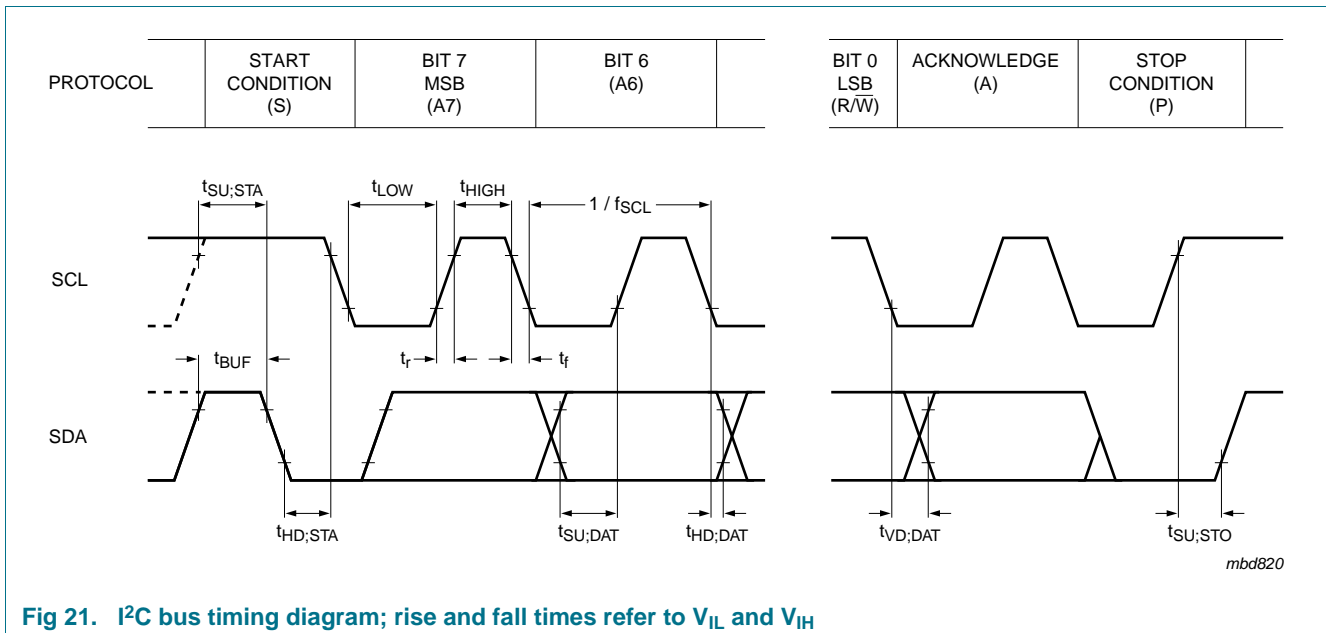 PROTOCOL
START
CONDITION
(S)
BIT 7
MSB
(A7)
BIT 6
(A6)
BIT 0
LSB
(R/W̅)
ACKNOWLEDGE
(A)
STOP
CONDITION
(P)
tSU;STA
tLOW
tHIGH
1 / fSCL
SCL
tBUF
tr
tf
SDA
tHD;STA
tSU;DAT
tHD;DAT
tVD;DAT
tSU;STO
mbd820
Fig 21. I²C bus timing diagram; rise and fall times refer to VIL and VIH